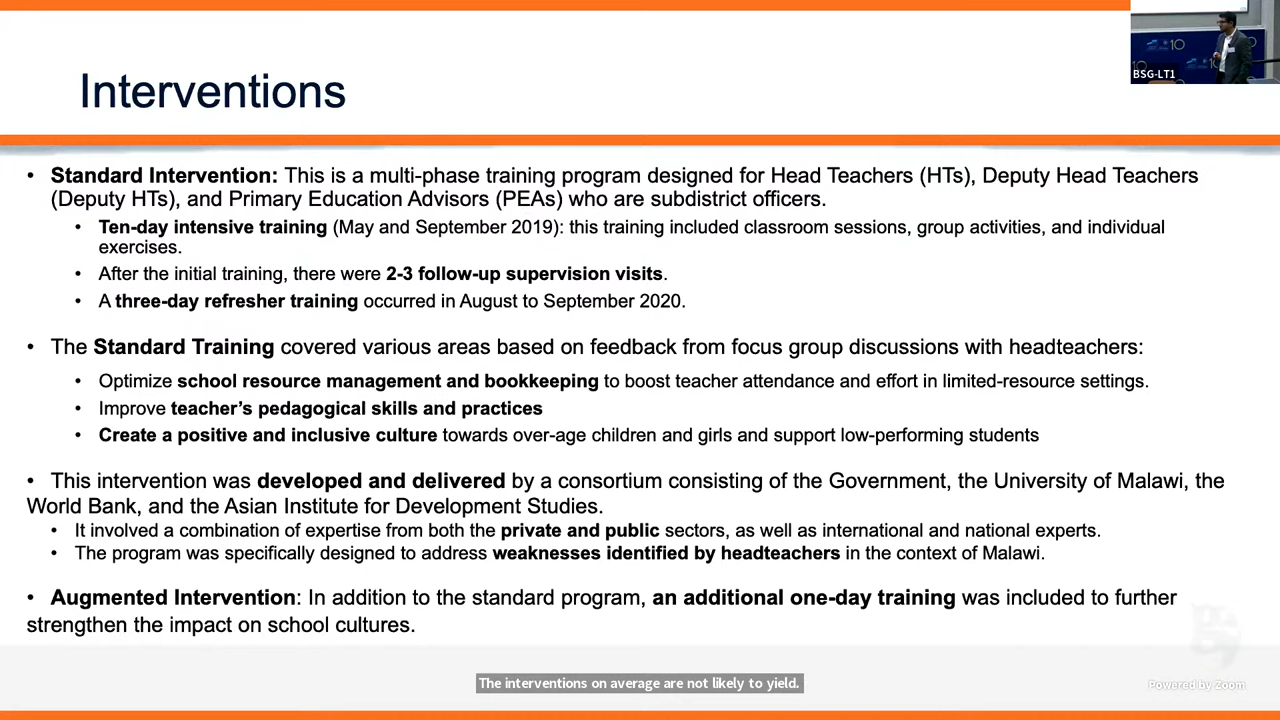 BSG-LT1
10
Interventions
• Standard Intervention: This is a multi-phase training program designed for Head Teachers (HTs), Deputy Head Teachers
(Deputy HTs), and Primary Education Advisors (PEAs) who are subdistrict officers.
• Ten-day intensive training (May and September 2019): this training included classroom sessions, group activities, and individual
exercises.
• After the initial training, there were 2-3 follow-up supervision visits.
• A three-day refresher training occurred in August to September 2020.
• The Standard Training covered various areas based on feedback from focus group discussions with headteachers:
• Optimize school resource management and bookkeeping to boost teacher attendance and effort in limited-resource settings.
• Improve teacher’s pedagogical skills and practices
• Create a positive and inclusive culture towards over-age children and girls and support low-performing students
• This intervention was developed and delivered by a consortium consisting of the Government, the University of Malawi, the
World Bank, and the Asian Institute for Development Studies.
• It involved a combination of expertise from both the private and public sectors, as well as international and national experts.
• The program was specifically designed to address weaknesses identified by headteachers in the context of Malawi.
• Augmented Intervention: In addition to the standard program, an additional one-day training was included to further
strengthen the impact on school cultures.
The interventions on average are not likely to yield.
Powered by Zoom